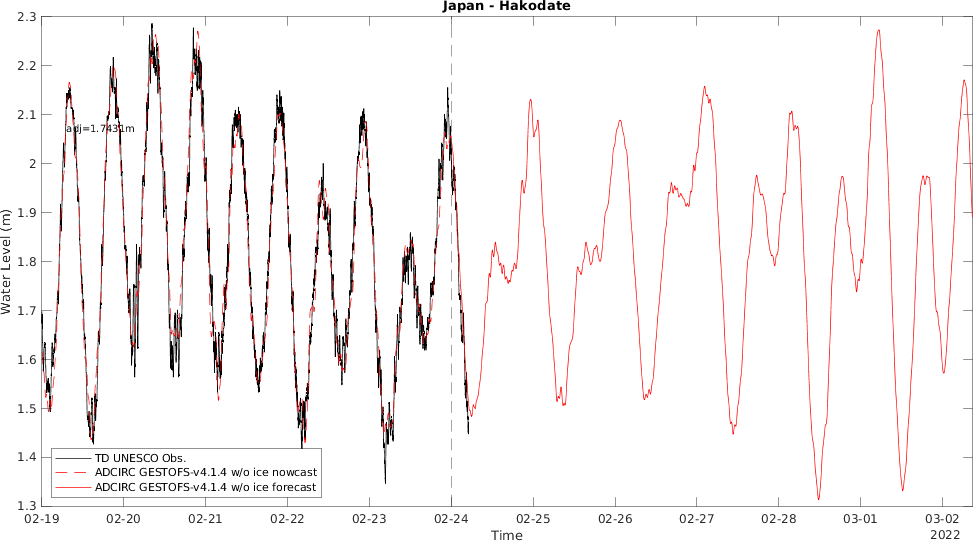 Japan - Hakodate
2.3
2.2
2.1
2
1.9
1.8
1.7
1.6
1.5
1.4
1.3
Water Level (m)
adj=1.7431m
TD UNESCO Obs.
ADCIRC GESTOFS-v4.1.4 w/o ice nowcast
ADCIRC GESTOFS-v4.1.4 w/o ice forecast
02-19 02-20 02-21 02-22 02-23 02-24 02-25 02-26 02-27 02-28 03-01 03-02
2022
Time